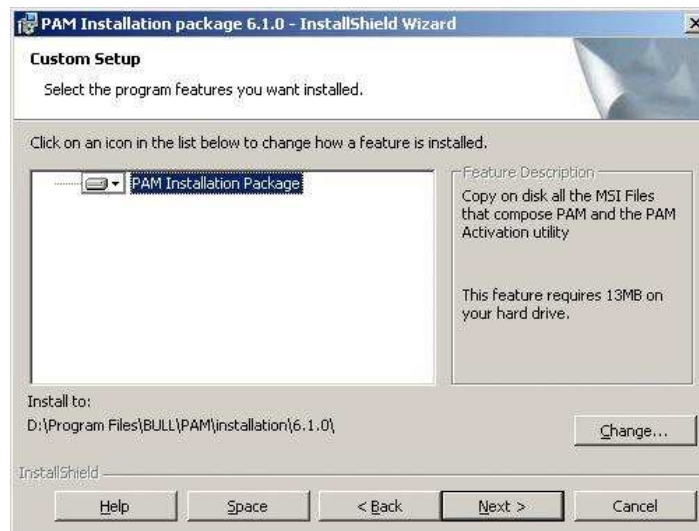 PAM Installation package 6.1.0 - InstallShield Wizard
Custom Setup
Select the program features you want installed.
Click on an icon in the list below to change how a feature is installed.
PAM Installation Package
Feature Description
Copy on disk all the MSI Files
that compose PAM and the PAM
Activation utility
This feature requires 13MB on
your hard drive.
Install to:
D:\Program Files\BULL\PAM\installation\6.1.0\
Change...
InstallShield
Help
Space
< Back
Next >
Cancel